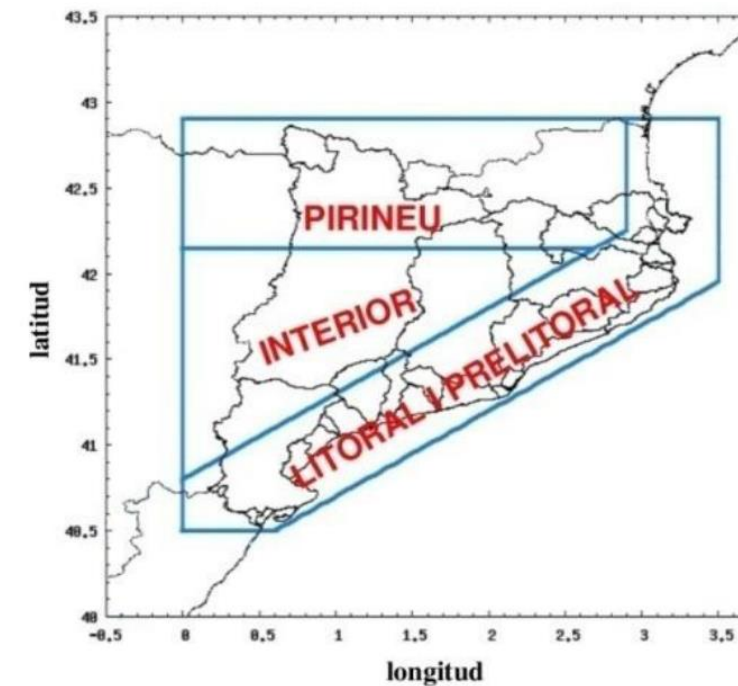 43.5
43
42.5
PIRINEU
42
latitud
INTERIOR
LITORAL I PRELITORAL
41.5
41
40.5
40
-0.5 0 0.5 1 1.5 2 2.5 3 3.5
longitud